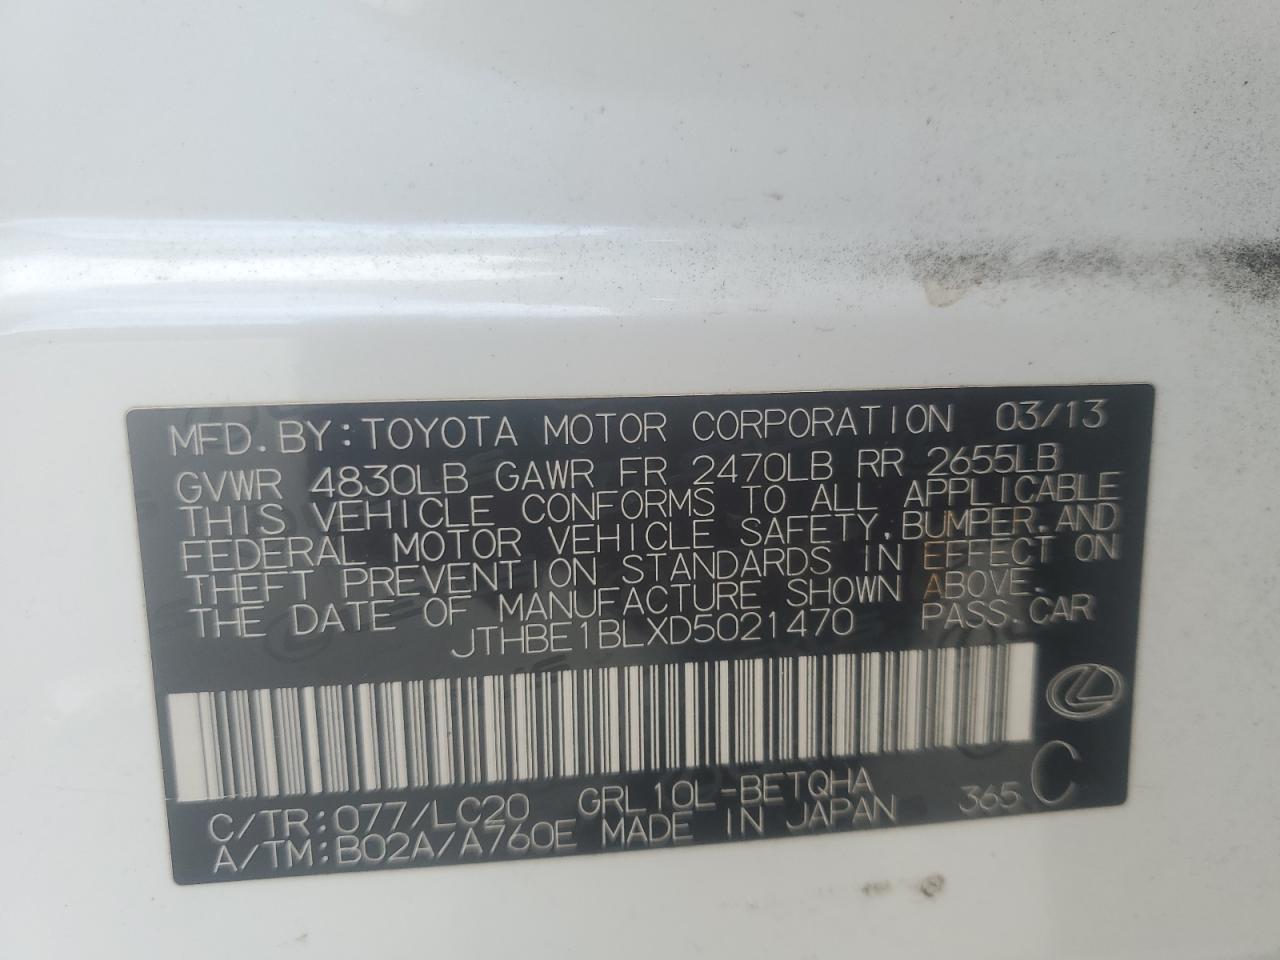 MFD. BY: TOYOTA MOTOR CORPORATION 03/13
GVWR 4830LB GAWR FR 2470LB RR 2655LB
THIS VEHICLE CONFORMS TO ALL APPLICABLE
FEDERAL MOTOR VEHICLE SAFETY, BUMPER, AND
THEFT PREVENTION STANDARDS IN EFFECT ON
THE DATE OF MANUFACTURE SHOWN ABOVE.
JTHBE1BLXD5021470 PASS. CAR
C/TR: 077/LC20 GRL10L-BETQHA
A/TM: B02A/A760E MADE IN JAPAN 365 C